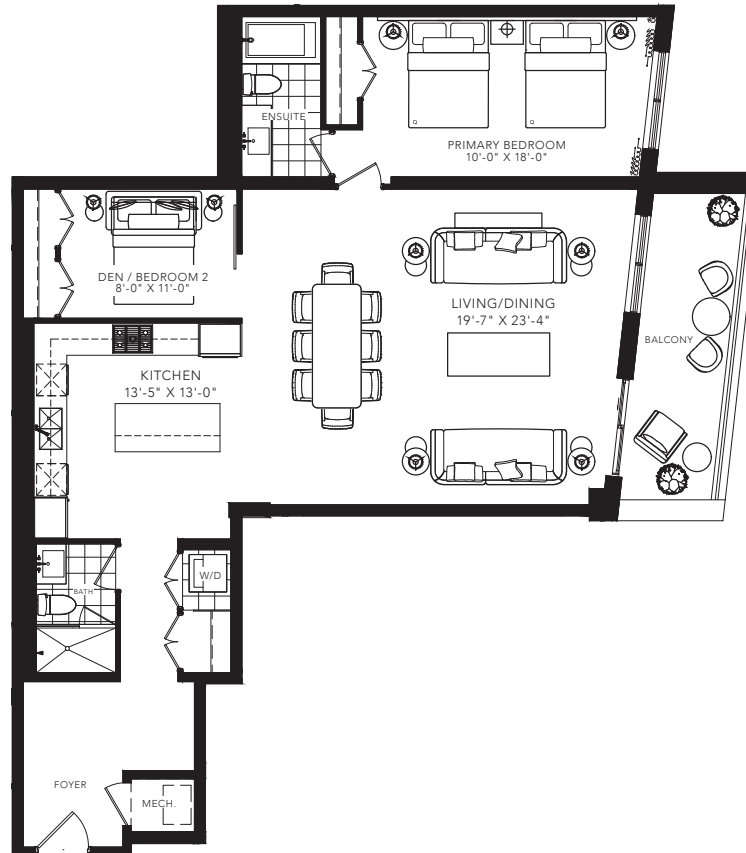 ENSUITE
PRIMARY BEDROOM
10'-0" X 18'-0"
DEN / BEDROOM 2
8'-0" X 11'-0"
LIVING/DINING
19'-7" X 23'-4"
BALCONY
KITCHEN
13'-5" X 13'-0"
W/D
BATH
FOYER
MECH.